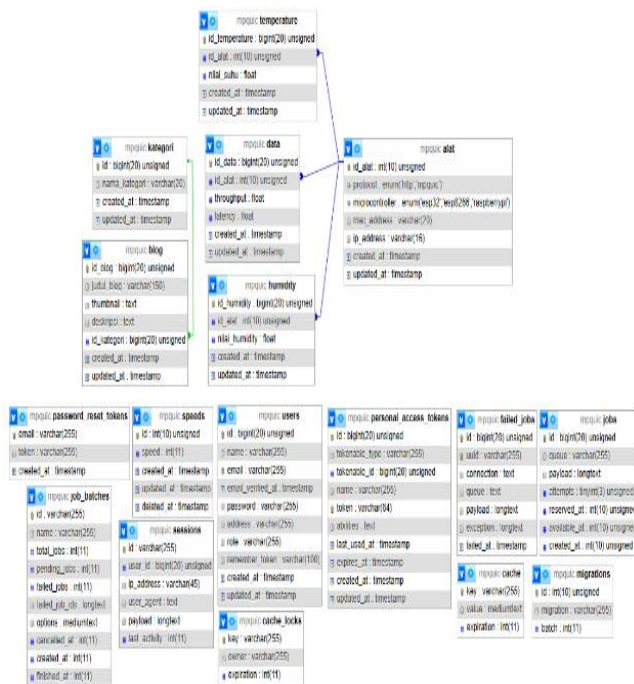 mpquic temperature
id_temperature : bigint(20) unsigned
id_alat : int(10) unsigned
nilai_suhu : float
created_at : timestamp
updated_at : timestamp
mpquic kategori
id : bigint(20) unsigned
nama_kategori : varchar(20)
created_at : timestamp
updated_at : timestamp
mpquic data
id_data : bigint(20) unsigned
id_alat : int(10) unsigned
throughput : float
latency : float
created_at : timestamp
updated_at : timestamp
mpquic alat
id_alat : int(10) unsigned
protocol : enum('http','mpquic')
microcontroller : enum('esp32','esp8266','raspberrypi')
mac_address : varchar(20)
ip_address : varchar(16)
created_at : timestamp
updated_at : timestamp
mpquic blog
id_blog : bigint(20) unsigned
judul_blog : varchar(150)
thumbnail : text
deskripsi : text
id_kategori : bigint(20) unsigned
created_at : timestamp
updated_at : timestamp
mpquic humidity
id_humidity : bigint(20) unsigned
id_alat : int(10) unsigned
nilai_humidity : float
created_at : timestamp
updated_at : timestamp
mpquic password_reset_tokens
email : varchar(255)
token : varchar(255)
created_at : timestamp
mpquic speeds
id : int(10) unsigned
speed : int(11)
created_at : timestamp
updated_at : timestamp
deleted_at : timestamp
mpquic users
id : bigint(20) unsigned
name : varchar(255)
email : varchar(255)
email_verified_at : timestamp
password : varchar(255)
address : varchar(255)
role : varchar(255)
remember_token : varchar(100)
created_at : timestamp
updated_at : timestamp
mpquic personal_access_tokens
id : bigint(20) unsigned
tokenable_type : varchar(255)
tokenable_id : bigint(20) unsigned
name : varchar(255)
token : varchar(64)
abilities : text
last_used_at : timestamp
expires_at : timestamp
created_at : timestamp
updated_at : timestamp
mpquic failed_jobs
id : bigint(20) unsigned
uuid : varchar(255)
connection : text
queue : text
payload : longtext
exception : longtext
failed_at : timestamp
mpquic jobs
id : bigint(20) unsigned
queue : varchar(255)
payload : longtext
attempts : tinyint(3) unsigned
reserved_at : int(10) unsigned
available_at : int(10) unsigned
created_at : int(10) unsigned
mpquic job_batches
id : varchar(255)
name : varchar(255)
total_jobs : int(11)
pending_jobs : int(11)
failed_jobs : int(11)
failed_job_ids : longtext
options : mediumtext
cancelled_at : int(11)
created_at : int(11)
finished_at : int(11)
mpquic sessions
id : varchar(255)
user_id : bigint(20) unsigned
ip_address : varchar(45)
user_agent : text
payload : longtext
last_activity : int(11)
mpquic cache_locks
key : varchar(255)
owner : varchar(255)
expiration : int(11)
mpquic cache
key : varchar(255)
value : mediumtext
expiration : int(11)
mpquic migrations
id : int(10) unsigned
migration : varchar(255)
batch : int(11)